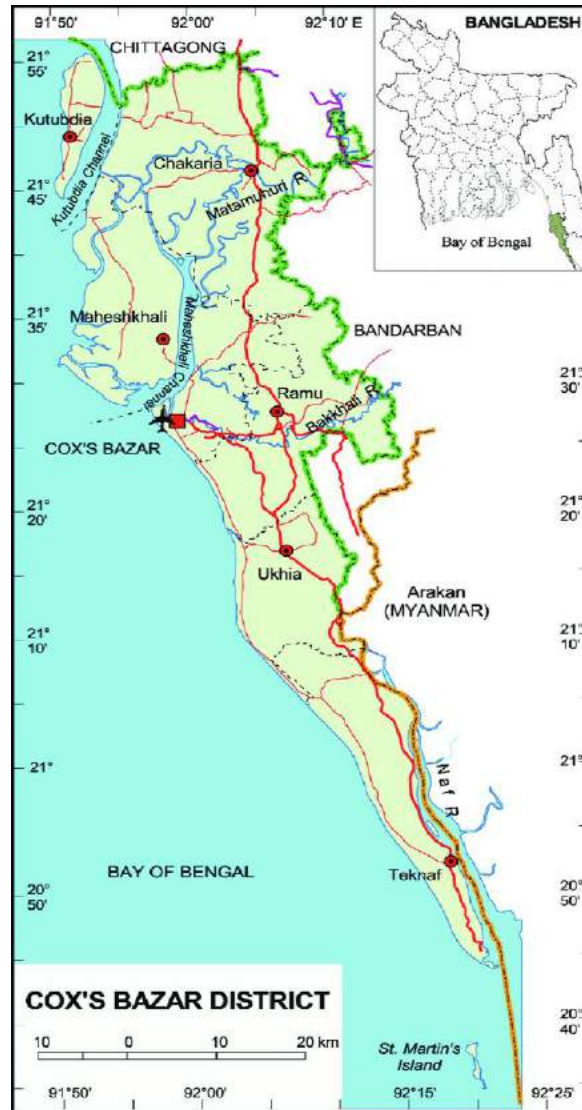 91°50' 92°00' 92°10' E
BANGLADESH
CHITTAGONG
21°
55'
Kutubdia
Chakaria
Kutubdia Channel
Matamunuri R.
21°
45'
Bay of Bengal
21°
35'
Maheshkhali
Maheshkhali Channel
BANDARBAN
21°
30'
Ramu
Bakkhali R.
COX'S BAZAR
21°
20'
21°
20'
Ukhia
Arakan
(MYANMAR)
21°
10'
21°
10'
21°
21°
Naf R
BAY OF BENGAL
Teknaf
20°
50'
20°
50'
COX'S BAZAR DISTRICT
10 0 10 20 km
St. Martin's
Island
20°
40'
91°50' 92°00' 92°15' 92°25'